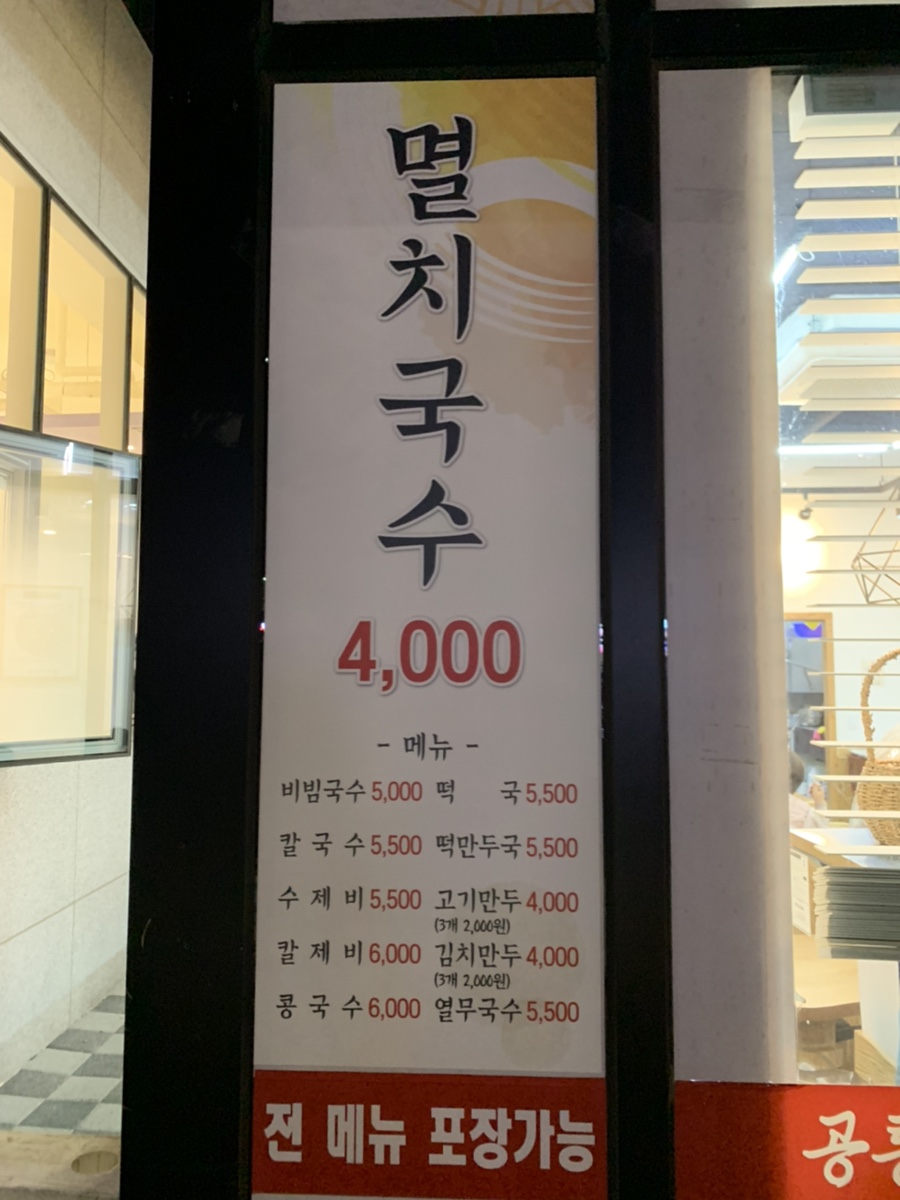 멸치국수
4,000
- 메뉴 -
비빔국수 5,000 떡 국 5,500
칼 국 수 5,500 떡만두국 5,500
수 제 비 5,500 고기만두 4,000
(3개 2,000원)
칼 제 비 6,000 김치만두 4,000
(3개 2,000원)
콩 국 수 6,000 열무국수 5,500
전 메뉴 포장가능